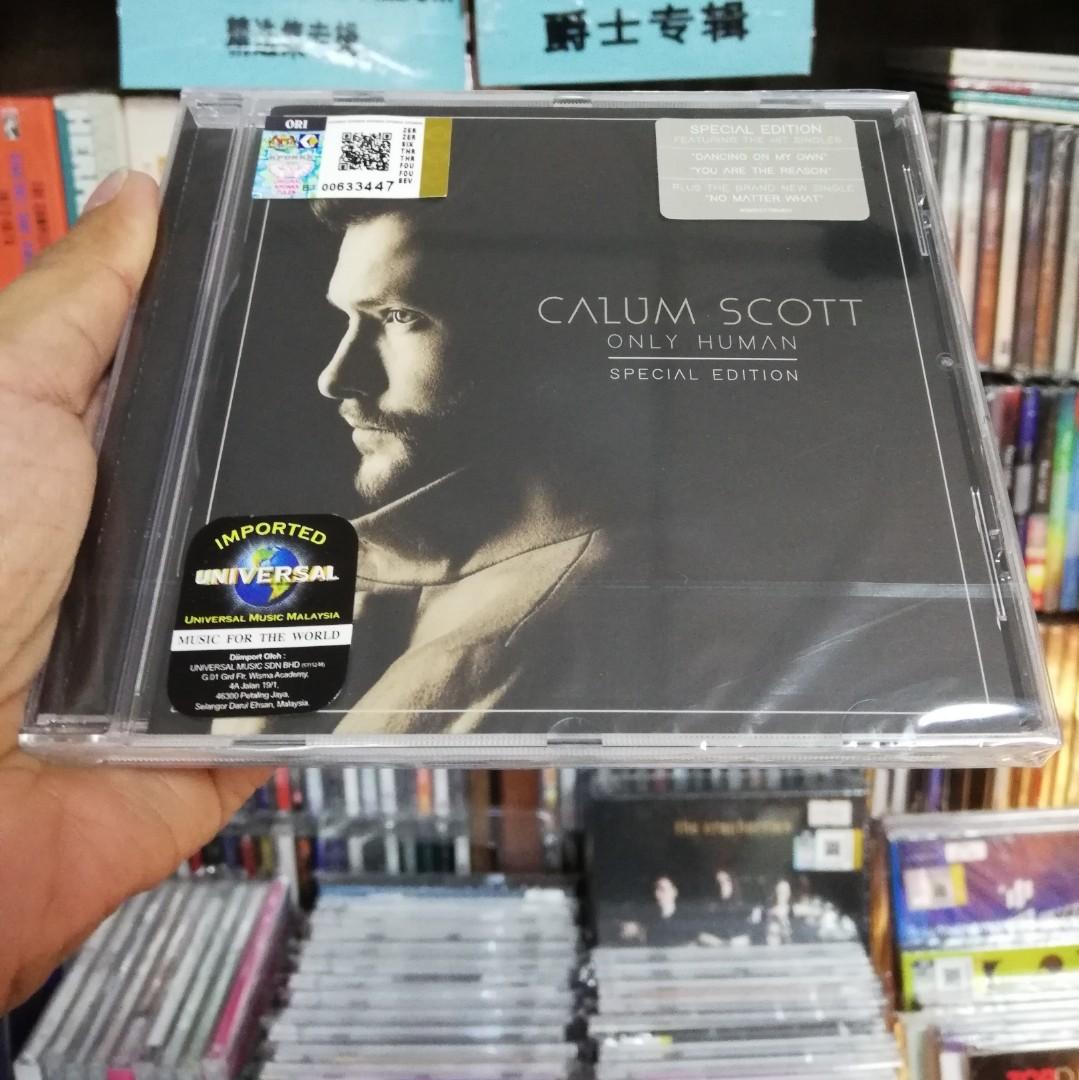 爵士专辑
ORI
00633447
SPECIAL EDITION
FEATURING THE HIT SINGLES
"DANCING ON MY OWN"
"YOU ARE THE REASON"
PLUS THE BRAND NEW SINGLE
"NO MATTER WHAT"
CALUM SCOTT
ONLY HUMAN
SPECIAL EDITION
IMPORTED
UNIVERSAL
UNIVERSAL MUSIC MALAYSIA
MUSIC FOR THE WORLD
Diimport Oleh :
UNIVERSAL MUSIC SDN BHD
G.01 Grd Flr, Wisma Academy,
4A Jalan 19/1,
46300 Petaling Jaya,
Selangor Darul Ehsan, Malaysia.